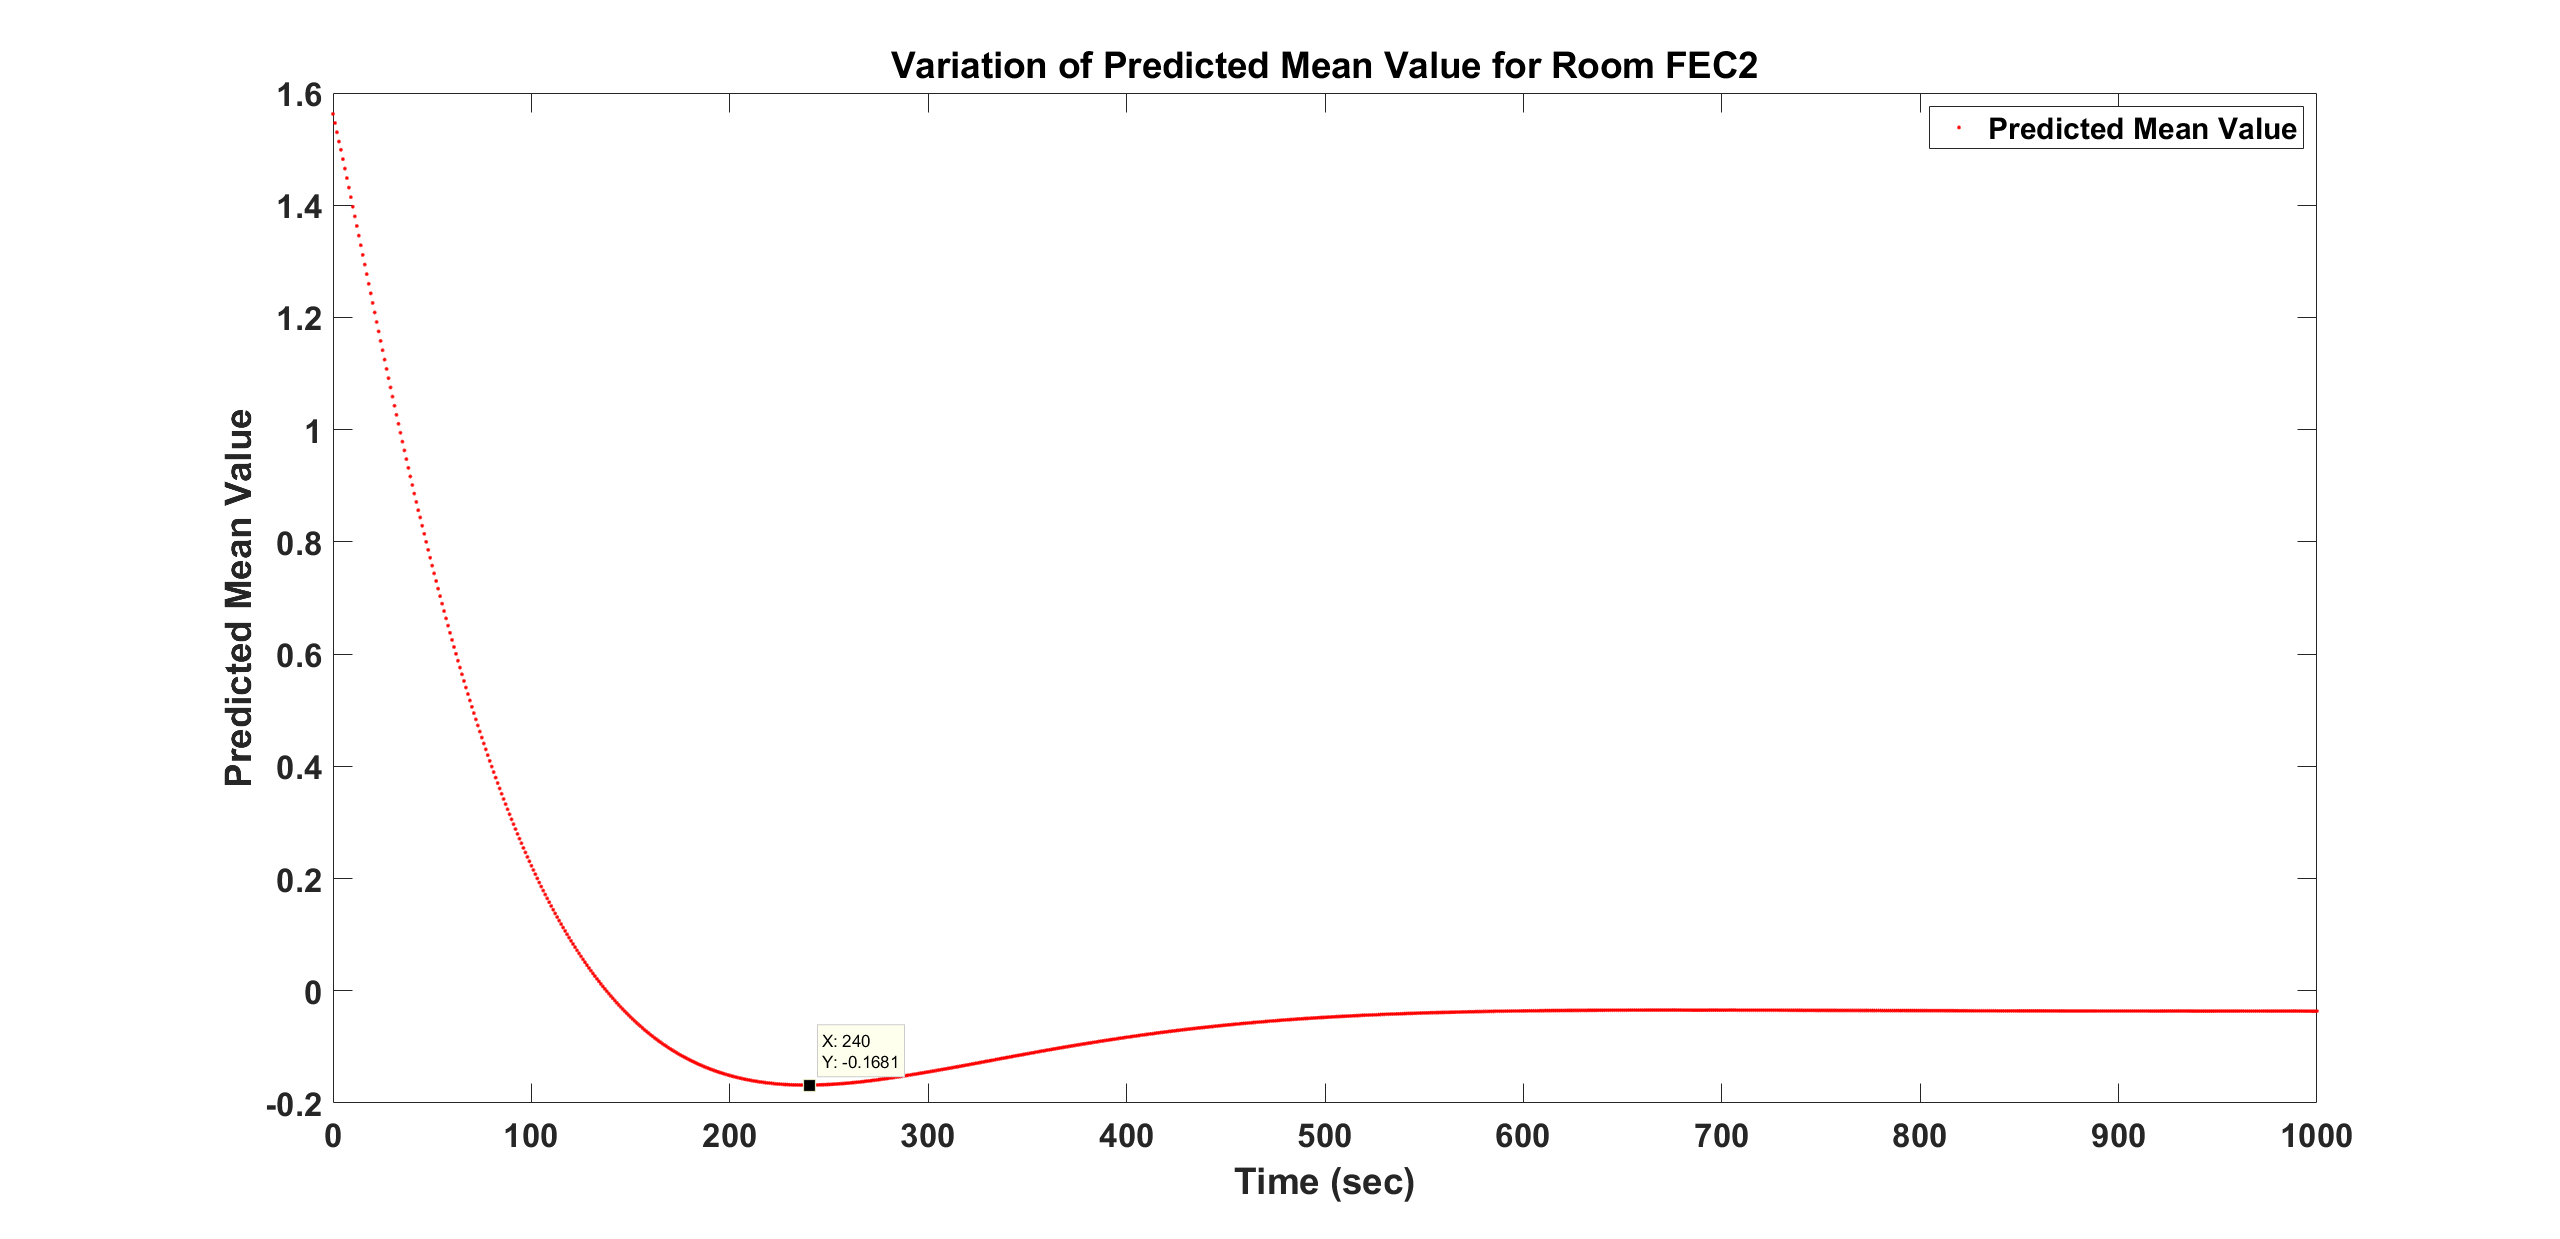 Variation of Predicted Mean Value for Room FEC2
Predicted Mean Value
1.6
1.4
1.2
1
0.8
0.6
0.4
0.2
0
-0.2
Predicted Mean Value
X: 240
Y: -0.1681
0 100 200 300 400 500 600 700 800 900 1000
Time (sec)